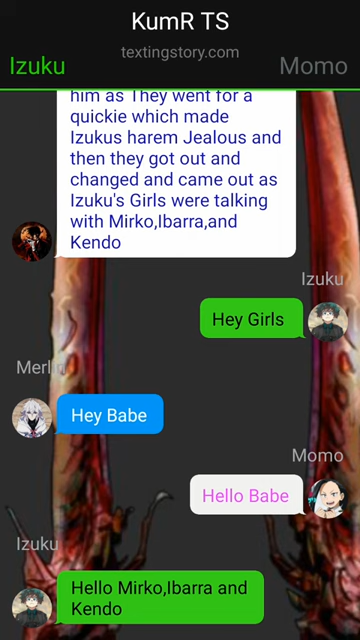 KumR TS
textingstory.com
Izuku
Momo
him as They went for a
quickie which made
Izukus harem Jealous and
then they got out and
changed and came out as
Izuku's Girls were talking
with Mirko,Ibarra,and
Kendo
Izuku
Hey Girls
Merlin
Hey Babe
Momo
Hello Babe
Izuku
Hello Mirko,Ibarra and
Kendo